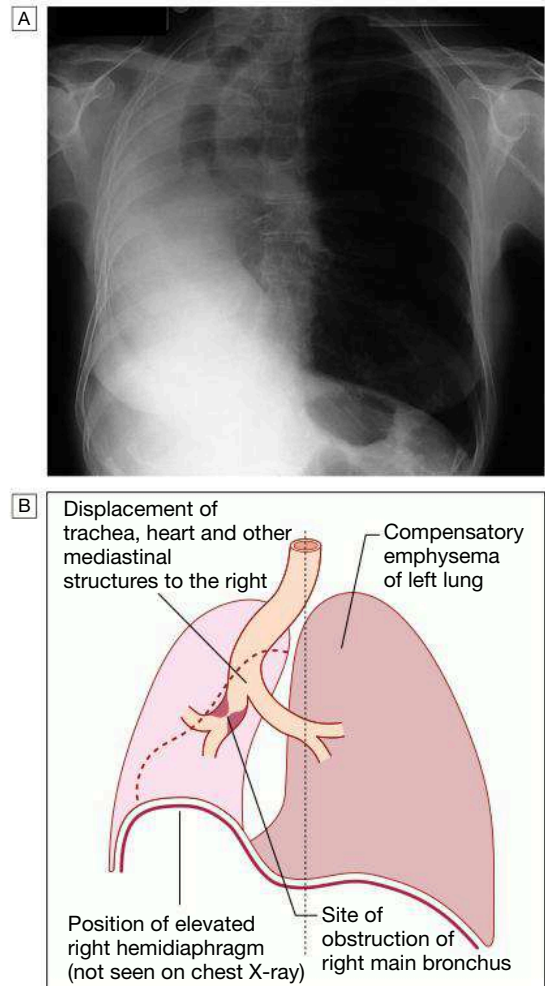 A
B
Displacement of
trachea, heart and other
mediastinal
structures to the right
Compensatory
emphysema
of left lung
Position of elevated
right hemidiaphragm
(not seen on chest X-ray)
Site of
obstruction of
right main bronchus